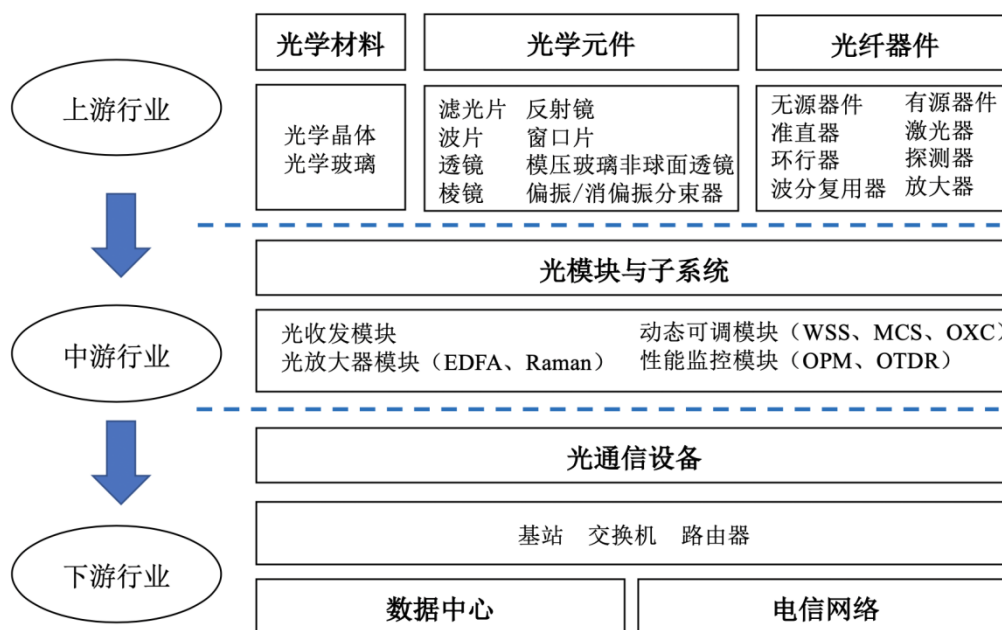 光学材料
光学元件
光纤器件
上游行业
光学晶体
光学玻璃
滤光片 反射镜
波片 窗口片
透镜 模压玻璃非球面透镜
棱镜 偏振/消偏振分束器
无源器件 有源器件
准直器 激光器
环行器 探测器
波分复用器 放大器
光模块与子系统
中游行业
光收发模块 动态可调模块（WSS、MCS、OXC）
光放大器模块（EDFA、Raman） 性能监控模块（OPM、OTDR）
光通信设备
下游行业
基站 交换机 路由器
数据中心
电信网络